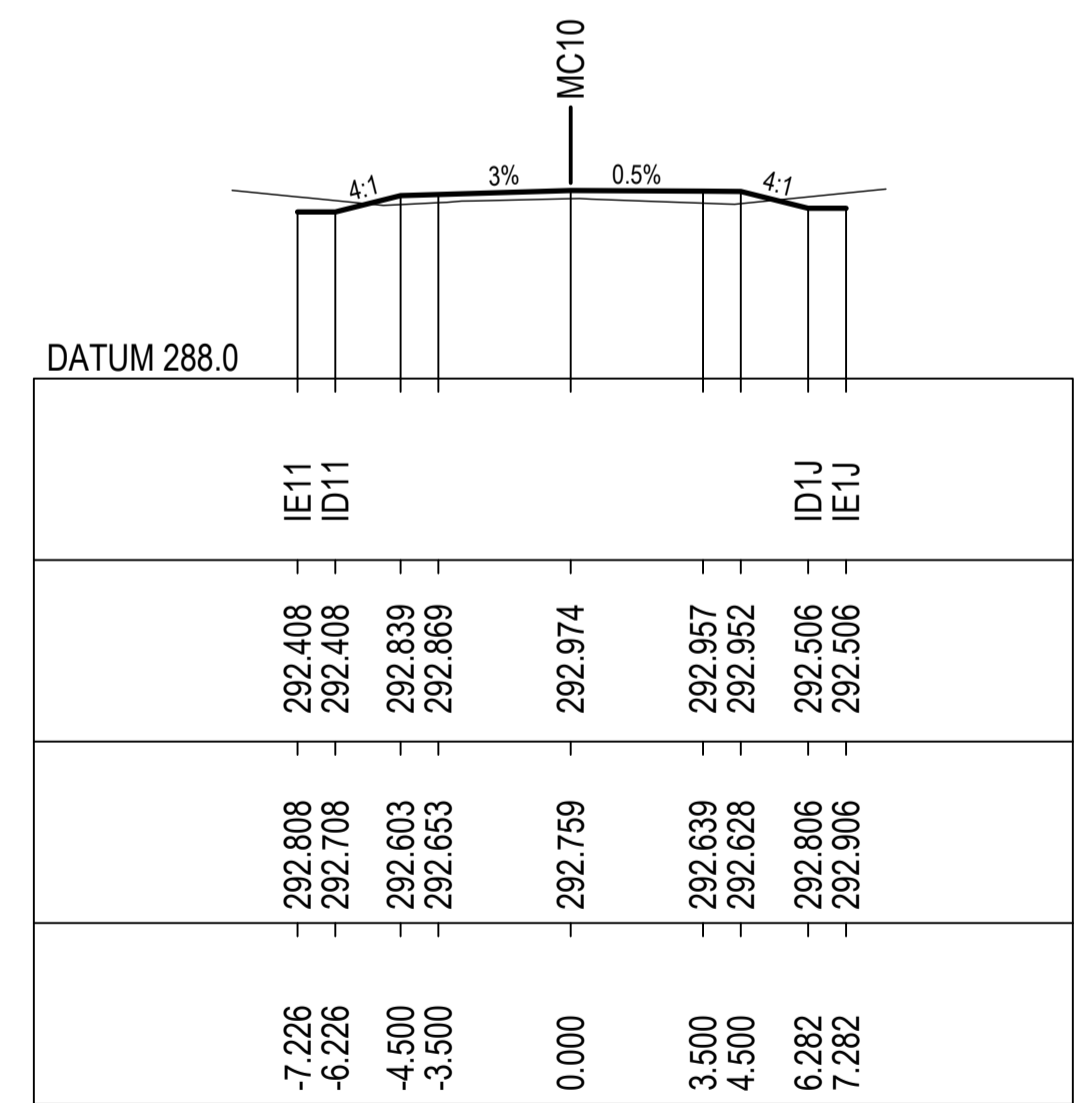 MC10
4:1 3% 0.5% 4:1
DATUM 288.0
IE11 ID11 ID1J IE1J
292.408 292.408 292.839 292.869 292.974 292.957 292.952 292.506 292.506
292.808 292.708 292.603 292.653 292.759 292.639 292.628 292.806 292.906
-7.226 -6.226 -4.500 -3.500 0.000 3.500 4.500 6.282 7.282